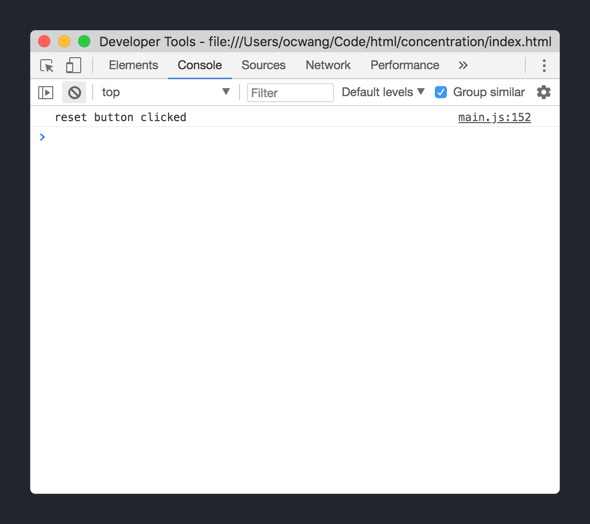 Developer Tools - file:///Users/ocwang/Code/html/concentration/index.html
Elements Console Sources Network Performance »
top Filter Default levels Group similar
reset button clicked main.js:152